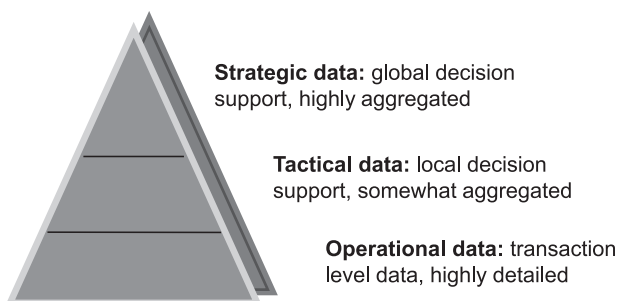 Strategic data: global decision
support, highly aggregated
Tactical data: local decision
support, somewhat aggregated
Operational data: transaction
level data, highly detailed